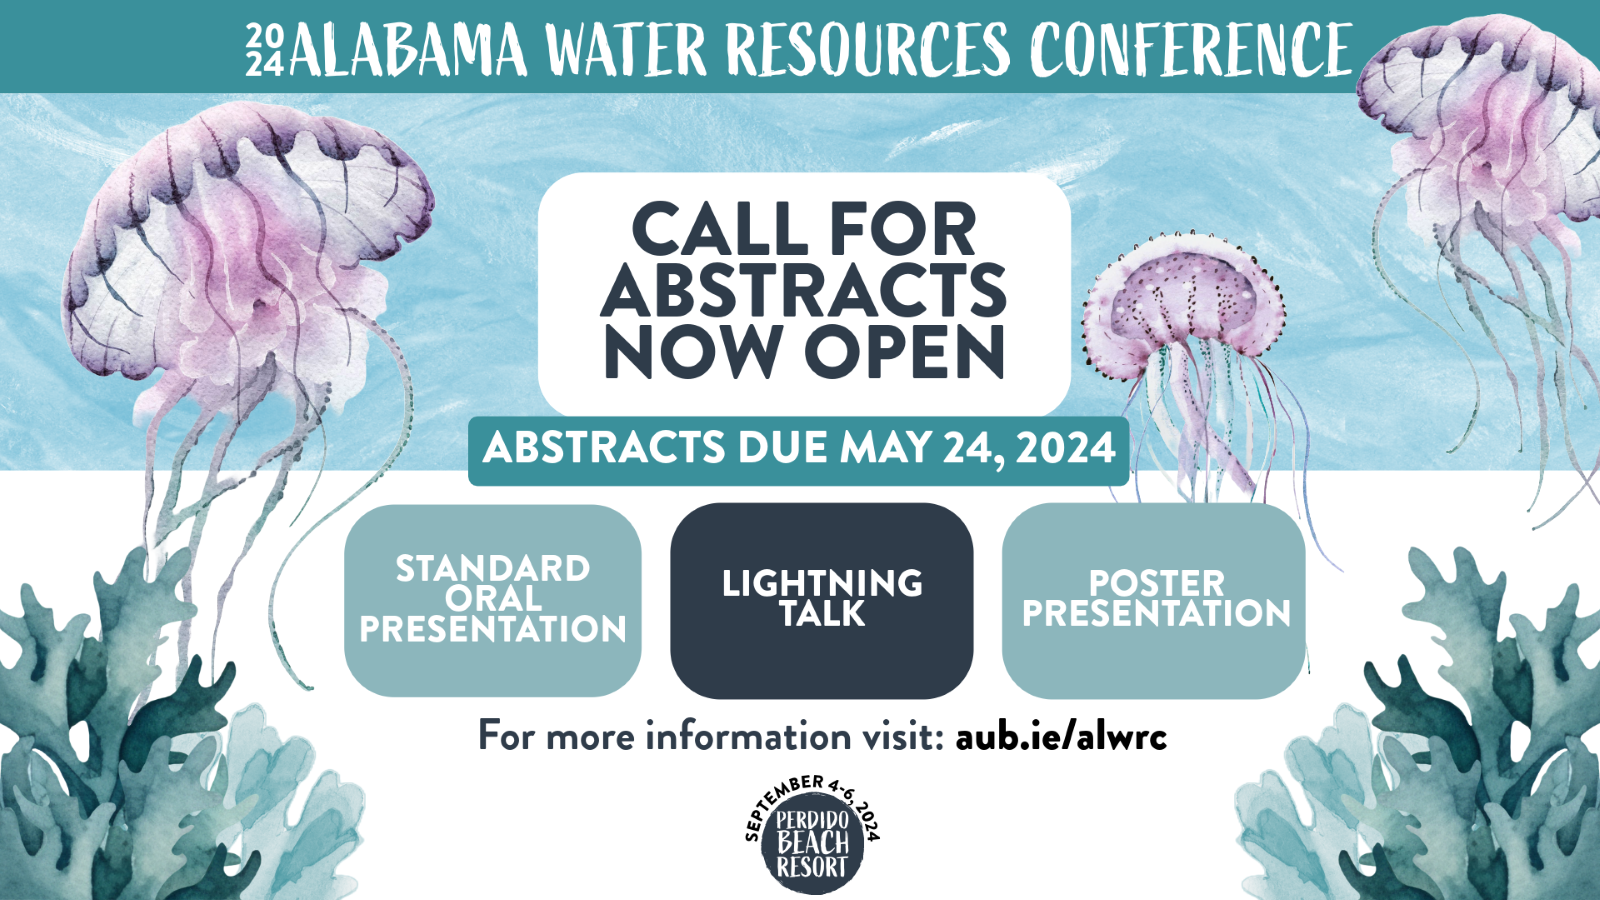 2024 ALABAMA WATER RESOURCES CONFERENCE
CALL FOR
ABSTRACTS
NOW OPEN
ABSTRACTS DUE MAY 24, 2024
STANDARD
ORAL
PRESENTATION
LIGHTNING
TALK
POSTER
PRESENTATION
For more information visit: aub.ie/alwrc
SEPTEMBER 4-6, 2024
PERDIDO
BEACH
RESORT